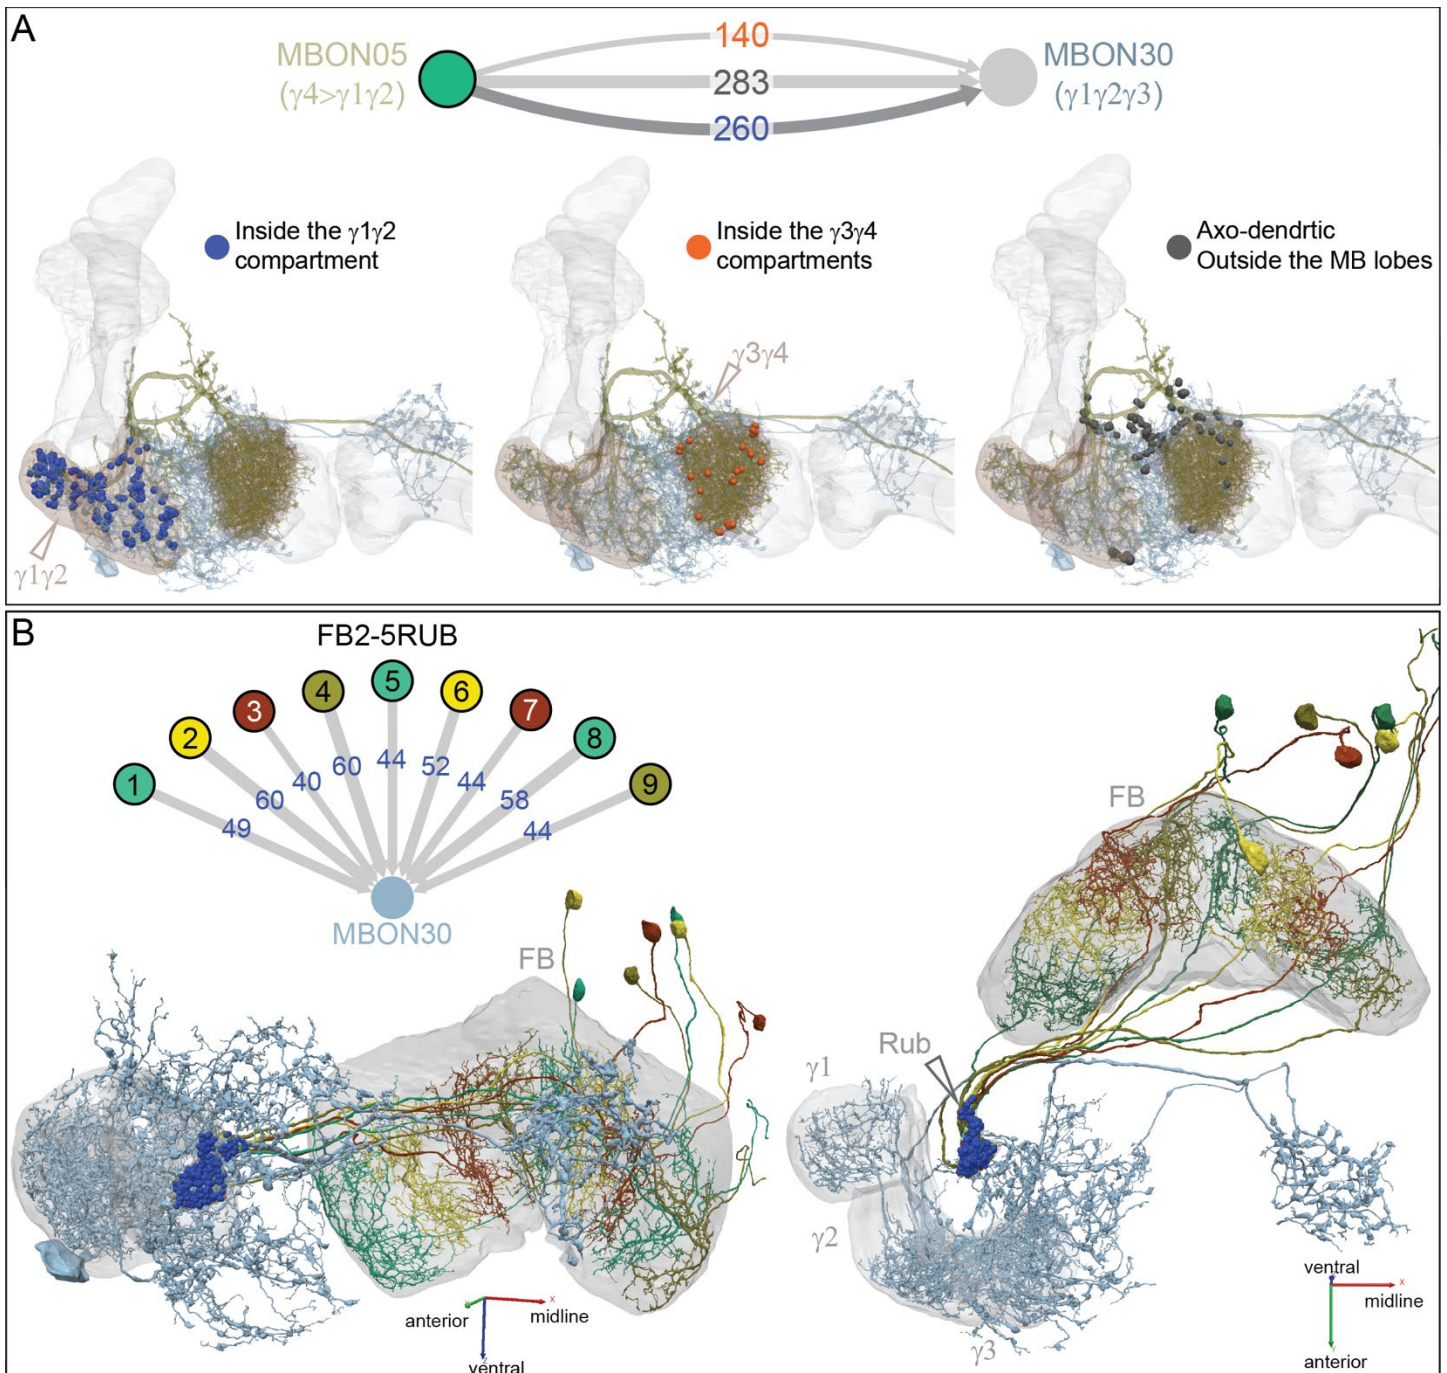 A
MBON05
(γ4>γ1γ2)
140
283
260
MBON30
(γ1γ2γ3)
Inside the γ1γ2
compartment
Inside the γ3γ4
compartments
Axo-dendrtic
Outside the MB lobes
γ3γ4
γ1γ2
B
FB2-5RUB
1
2
3
4
5
6
7
8
9
49
60
40
60
44
52
44
58
44
MBON30
FB
anterior
x
midline
ventral
FB
Rub
γ1
γ2
γ3
ventral
x
midline
anterior